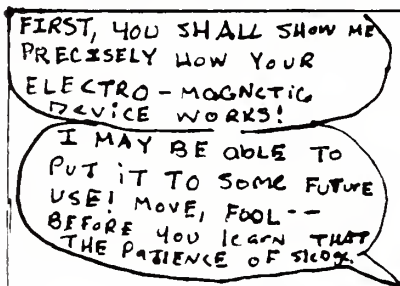 FIRST, YOU SHALL SHOW ME
PRECISELY HOW YOUR
ELECTRO-MAGNETIC
DEVICE WORKS!
I MAY BE ABLE TO
PUT IT TO SOME FUTURE
USE! MOVE, FOOL--
BEFORE YOU learn THAT
THE PATIENCE OF